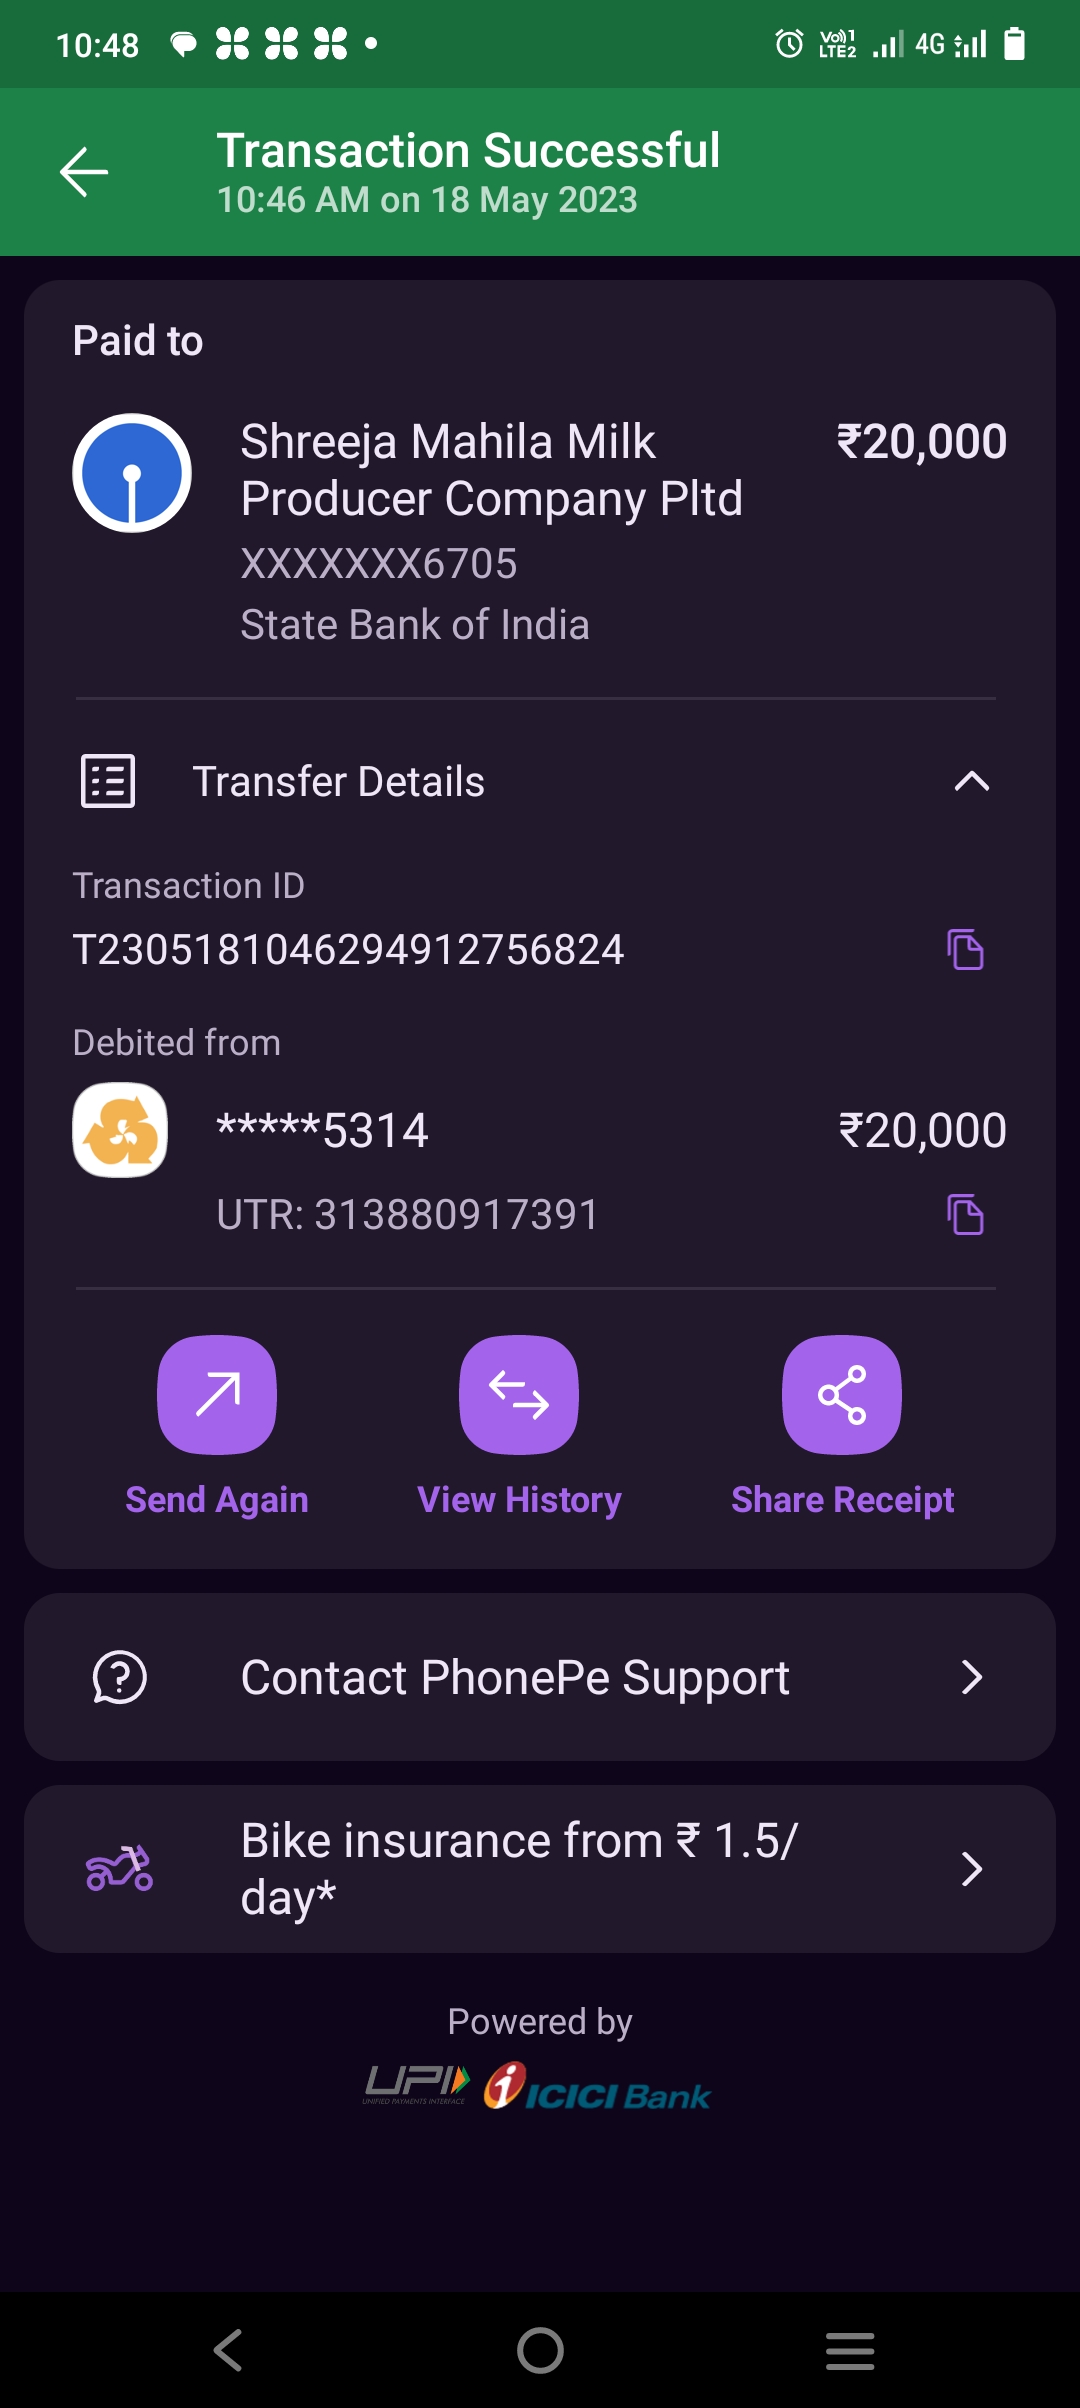 10:48
Vo))1
LTE2
4G
Transaction Successful
10:46 AM on 18 May 2023
Paid to
Shreeja Mahila Milk ₹20,000
Producer Company Pltd
XXXXXXX6705
State Bank of India
Transfer Details
Transaction ID
T2305181046294912756824
Debited from
*****5314 ₹20,000
UTR: 313880917391
Send Again View History Share Receipt
Contact PhonePe Support
Bike insurance from ₹ 1.5/
day*
Powered by
UPI ICICI Bank
UNIFIED PAYMENTS INTERFACE